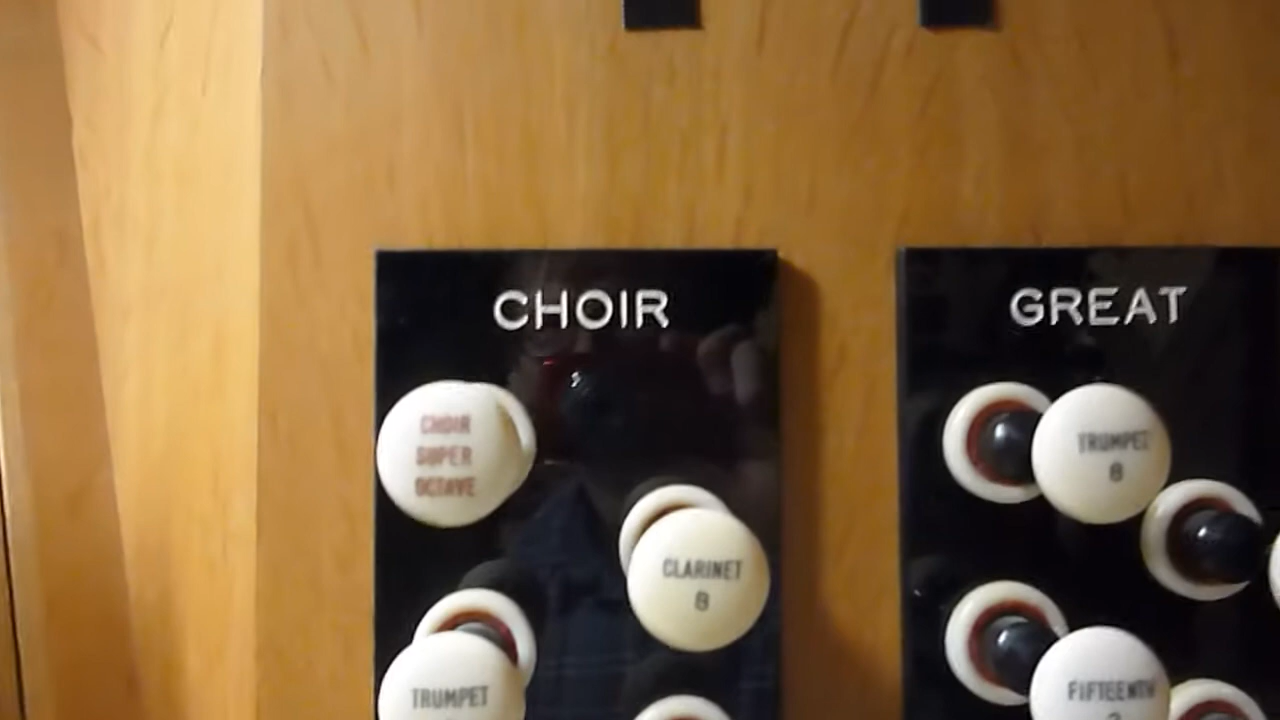 CHOIR
GREAT
CHOIR
SUPER
OCTAVE
TRUMPET
8
CLARINET
8
FIFTEENTH
TRUMPET